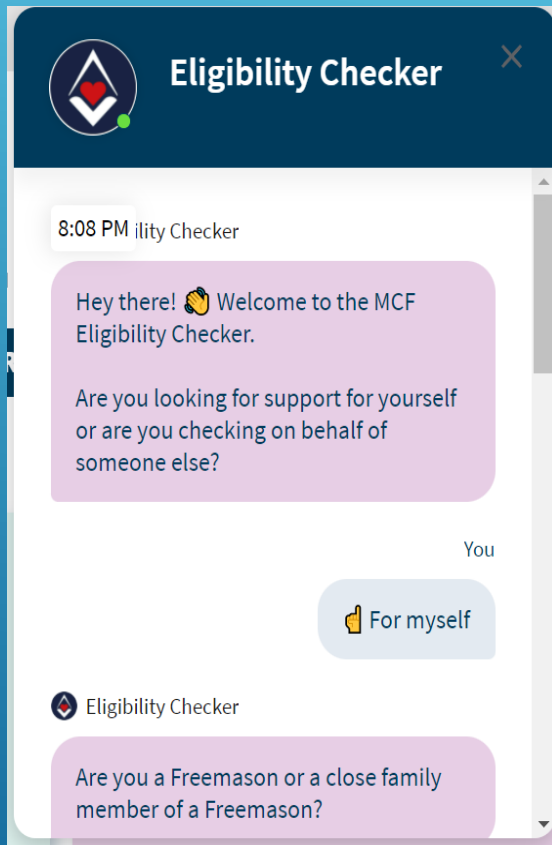 Eligibility Checker
8:08 PM ility Checker
Hey there! 👋 Welcome to the MCF
Eligibility Checker.
Are you looking for support for yourself
or are you checking on behalf of
someone else?
You
☝ For myself
Eligibility Checker
Are you a Freemason or a close family
member of a Freemason?